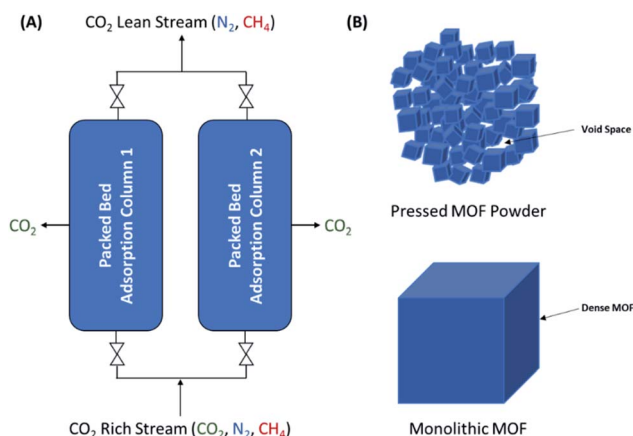 (A)
CO₂ Lean Stream (N₂, CH₄)
Packed Bed
Adsorption Column 1
Packed Bed
Adsorption Column 2
CO₂
CO₂
CO₂ Rich Stream (CO₂, N₂, CH₄)
(B)
Void Space
Pressed MOF Powder
Dense MOF
Monolithic MOF